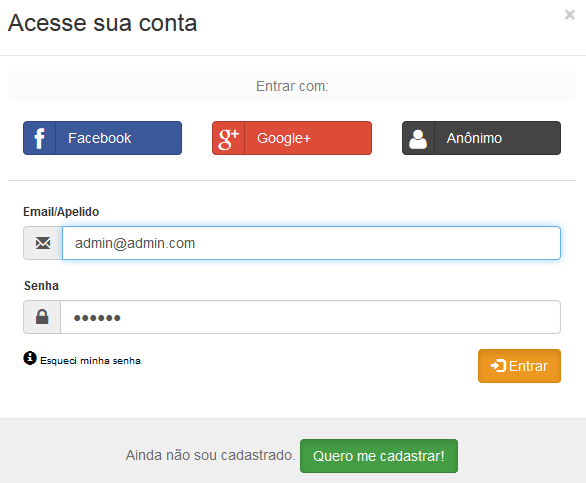 Acesse sua conta
×
Entrar com:
f Facebook
g+ Google+
Anônimo
Email/Apelido
admin@admin.com
Senha
••••••
Esqueci minha senha
Entrar
Ainda não sou cadastrado. Quero me cadastrar!